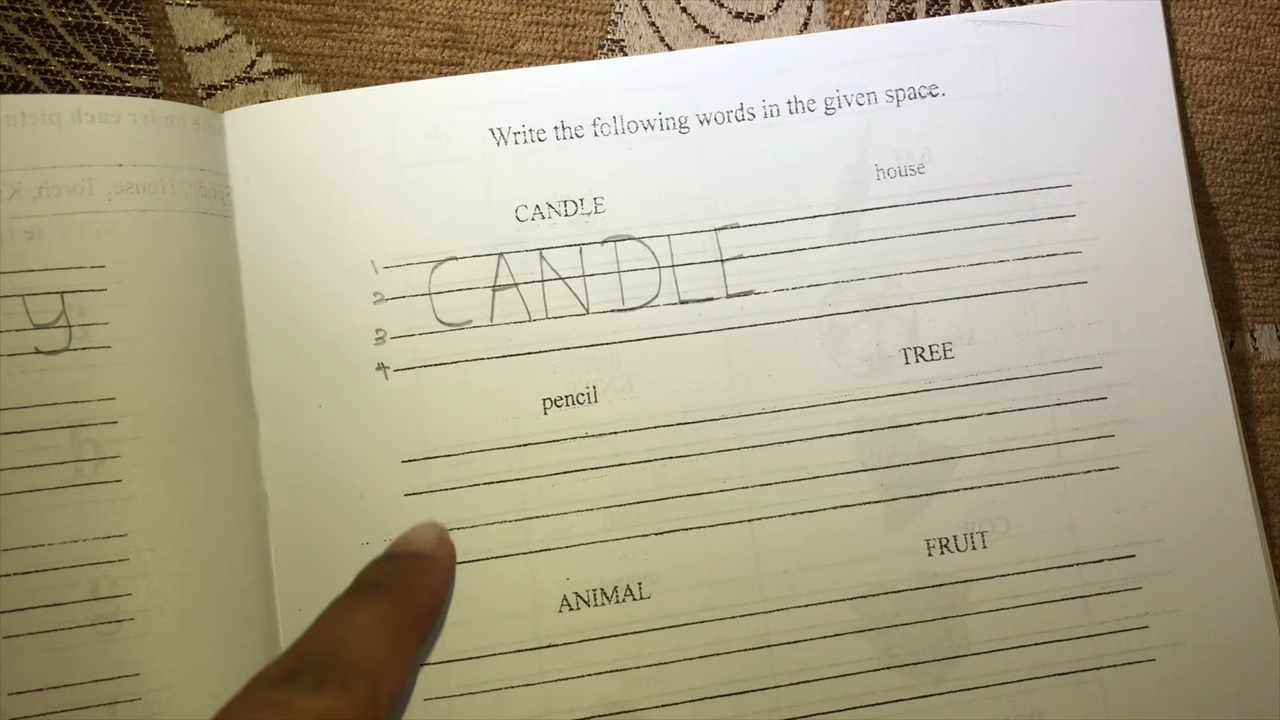 Write the following words in the given space.
CANDLE house
1 CANDLE
2
3
4
pencil TREE
ANIMAL FRUIT
y